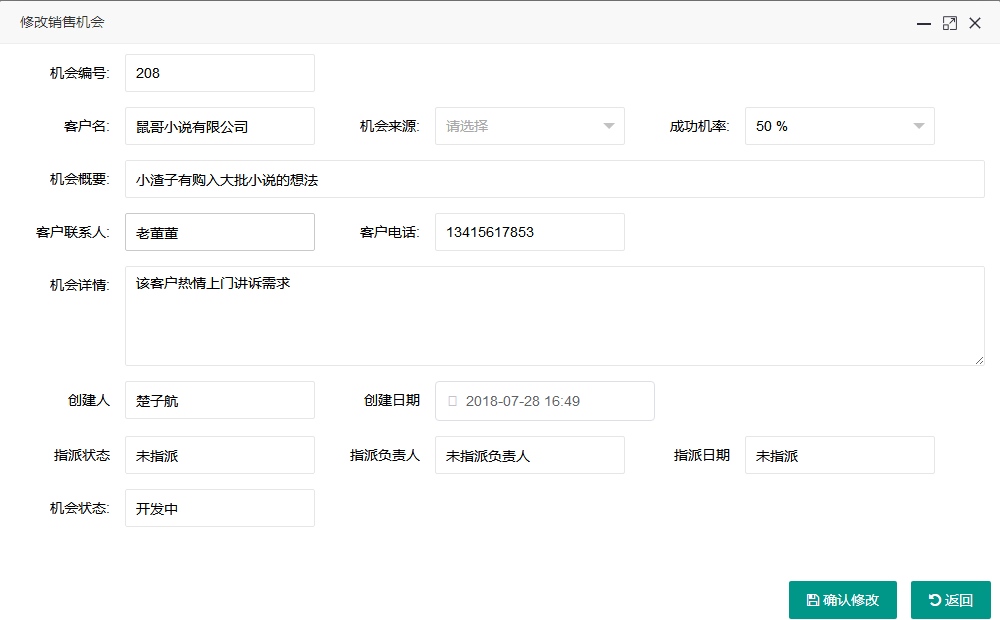 修改销售机会
机会编号: 208
客户名: 鼠哥小说有限公司 机会来源: 请选择 成功机率: 50 %
机会概要: 小渣子有购入大批小说的想法
客户联系人: 老董董 客户电话: 13415617853
机会详情: 该客户热情上门讲诉需求
创建人 楚子航 创建日期 2018-07-28 16:49
指派状态 未指派 指派负责人 未指派负责人 指派日期 未指派
机会状态: 开发中
确认修改 返回